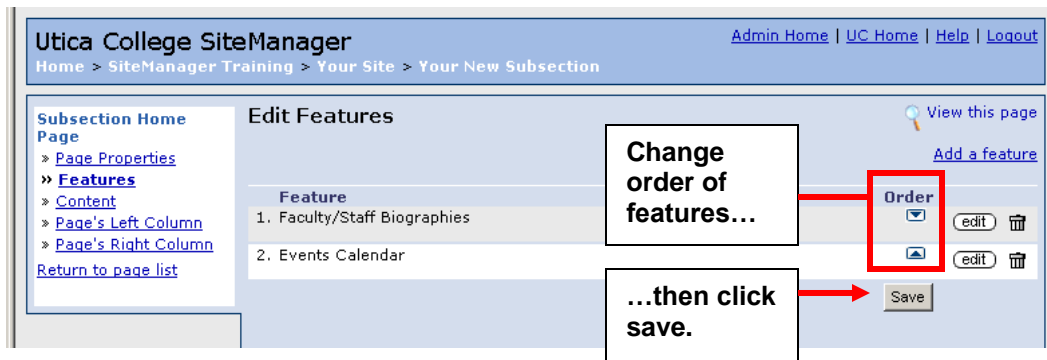 Utica College SiteManager
Admin Home | UC Home | Help | Logout
Home > SiteManager Training > Your Site > Your New Subsection
Subsection Home
Page
» Page Properties
» Features
» Content
» Page's Left Column
» Page's Right Column
Return to page list
Edit Features
View this page
Add a feature
Feature
Order
1. Faculty/Staff Biographies
edit
2. Events Calendar
edit
Save
Change
order of
features…
…then click
save.